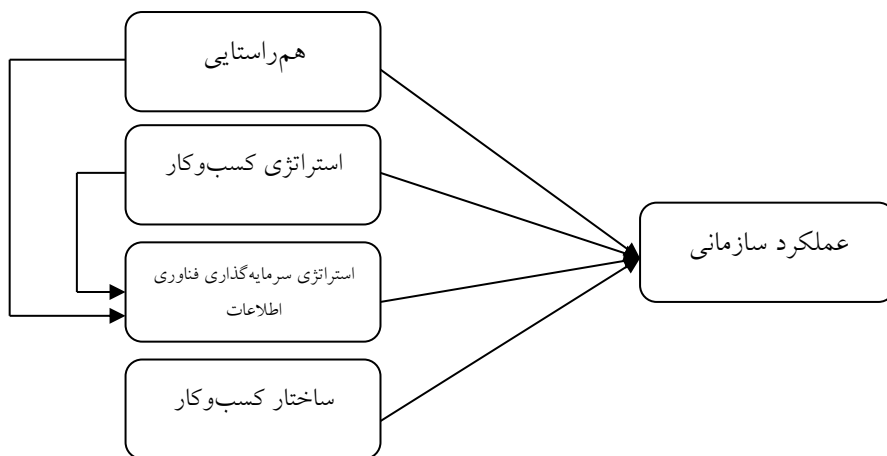 هم‌راستایی
استراتژی کسب‌وکار
استراتژی سرمایه‌گذاری فناوری
اطلاعات
ساختار کسب‌وکار
عملکرد سازمانی